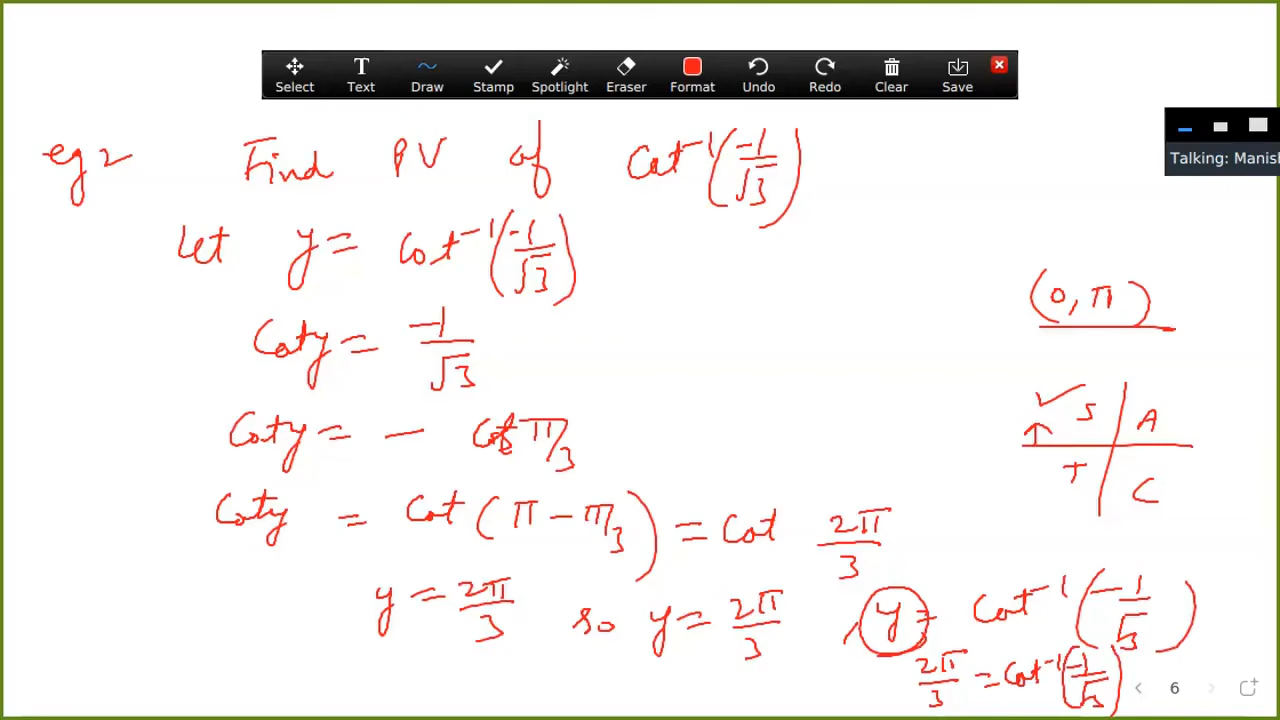 Select Text Draw Stamp Spotlight Eraser Format Undo Redo Clear Save
Talking: Manish
eg 2 Find PV of Cot⁻¹(-1/√3)
Let y = Cot⁻¹(-1/√3)
(0, π)
Coty = -1/√3
S A
T C
Coty = - Cot π/3
Coty = Cot (π - π/3) = Cot 2π/3
y = 2π/3 so y = 2π/3 , y = Cot⁻¹(-1/√3)
2π/3 = Cot⁻¹(-1/√3)
6